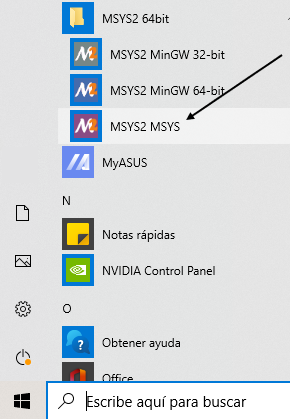 MSYS2 64bit
MSYS2 MinGW 32-bit
MSYS2 MinGW 64-bit
MSYS2 MSYS
MyASUS
N
Notas rápidas
NVIDIA Control Panel
O
Obtener ayuda
Office
Escribe aquí para buscar